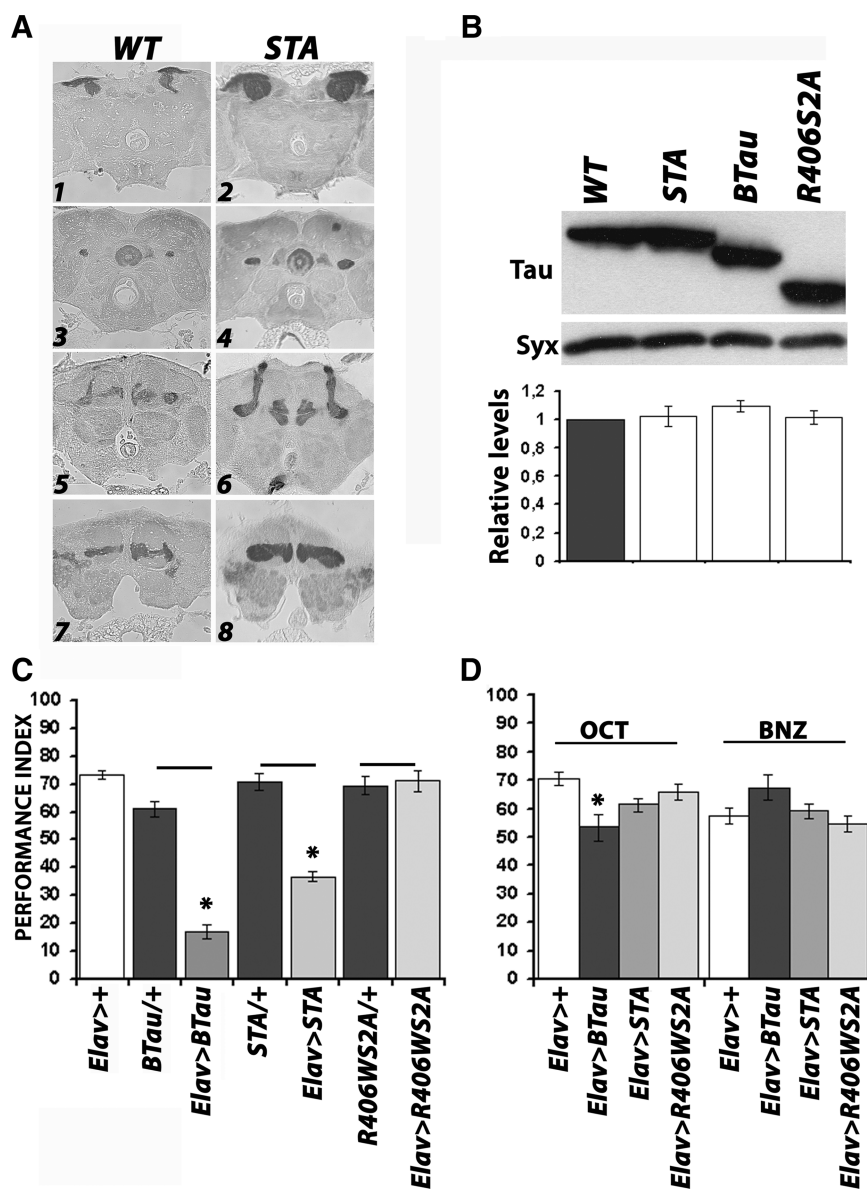 A
WT
STA
1
2
3
4
5
6
7
8
B
WT
STA
BTau
R406S2A
Tau
Syx
Relative levels
1,2
1
0,8
0,6
0,4
0,2
0
C
PERFORMANCE INDEX
100
90
80
70
60
50
40
30
20
10
0
*
*
Elav>+
BTau/+
Elav>BTau
STA/+
Elav>STA
R406WS2A/+
Elav>R406WS2A
D
100
90
80
70
60
50
40
30
20
10
0
OCT
BNZ
*
Elav>+
Elav>BTau
Elav>STA
Elav>R406WS2A
Elav>+
Elav>BTau
Elav>STA
Elav>R406WS2A